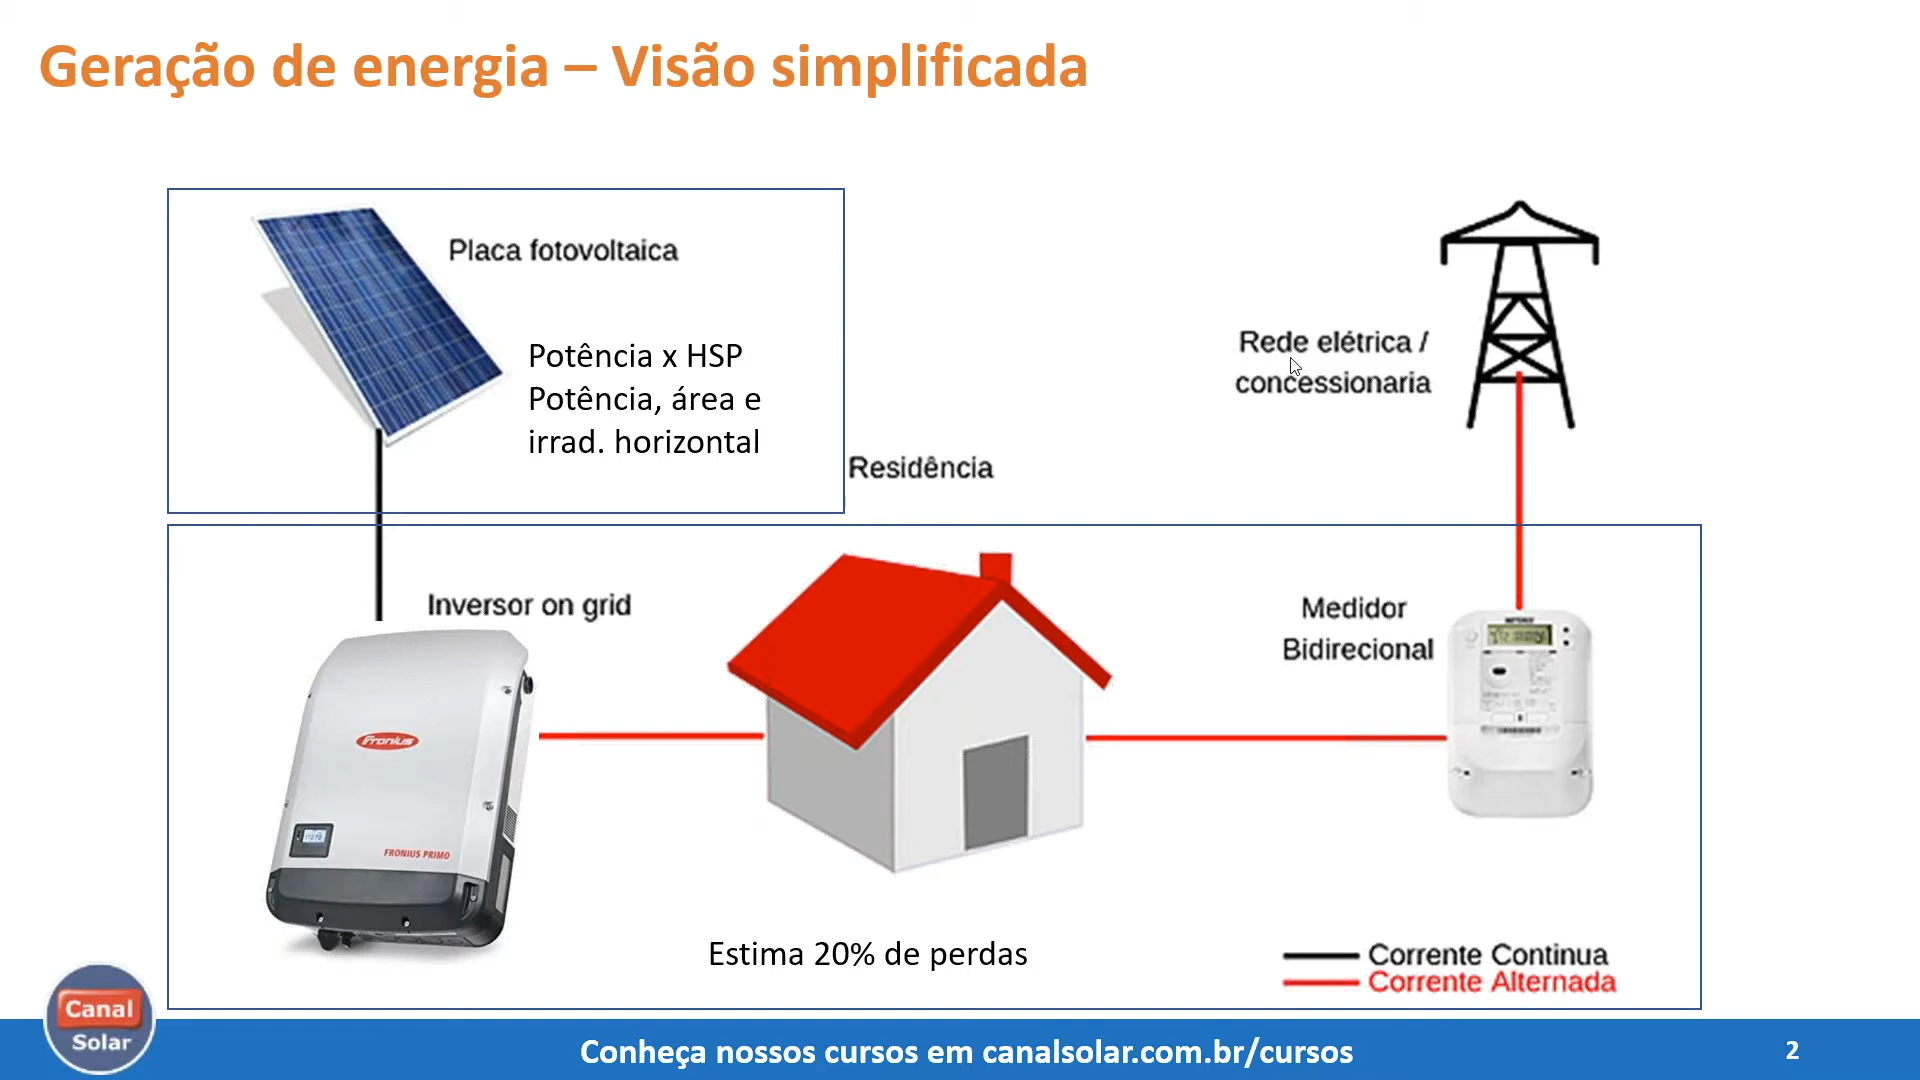 Geração de energia – Visão simplificada
Placa fotovoltaica
Potência x HSP
Potência, área e
irrad. horizontal
Rede elétrica /
concessionaria
Residência
Inversor on grid
Medidor
Bidirecional
Fronius
FRONIUS PRIMO
Estima 20% de perdas
Corrente Continua
Corrente Alternada
Canal
Solar
Conheça nossos cursos em canalsolar.com.br/cursos
2